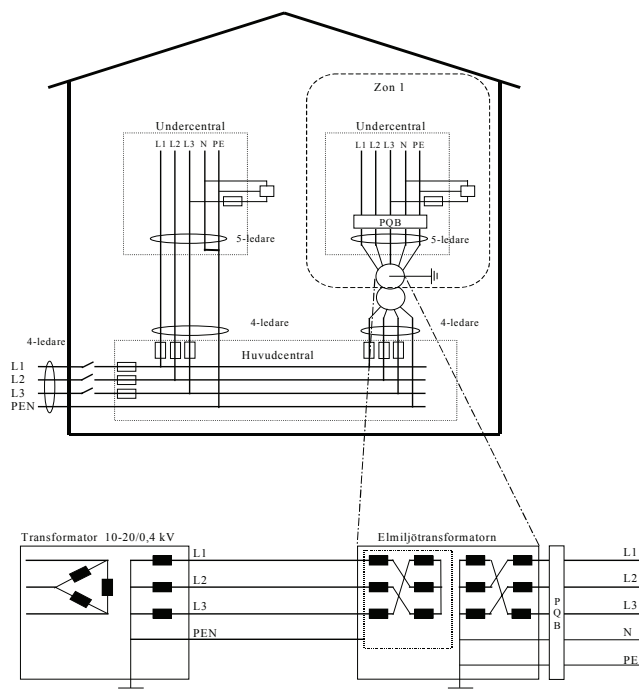 Zon 1
Undercentral
L1 L2 L3 N PE
Undercentral
L1 L2 L3 N PE
PQB
5-ledare
5-ledare
4-ledare
4-ledare
4-ledare
Huvudcentral
L1
L2
L3
PEN
Transformator 10-20/0,4 kV
Elmiljötransformatorn
L1
L2
L3
PEN
P
Q
B
L1
L2
L3
N
PE